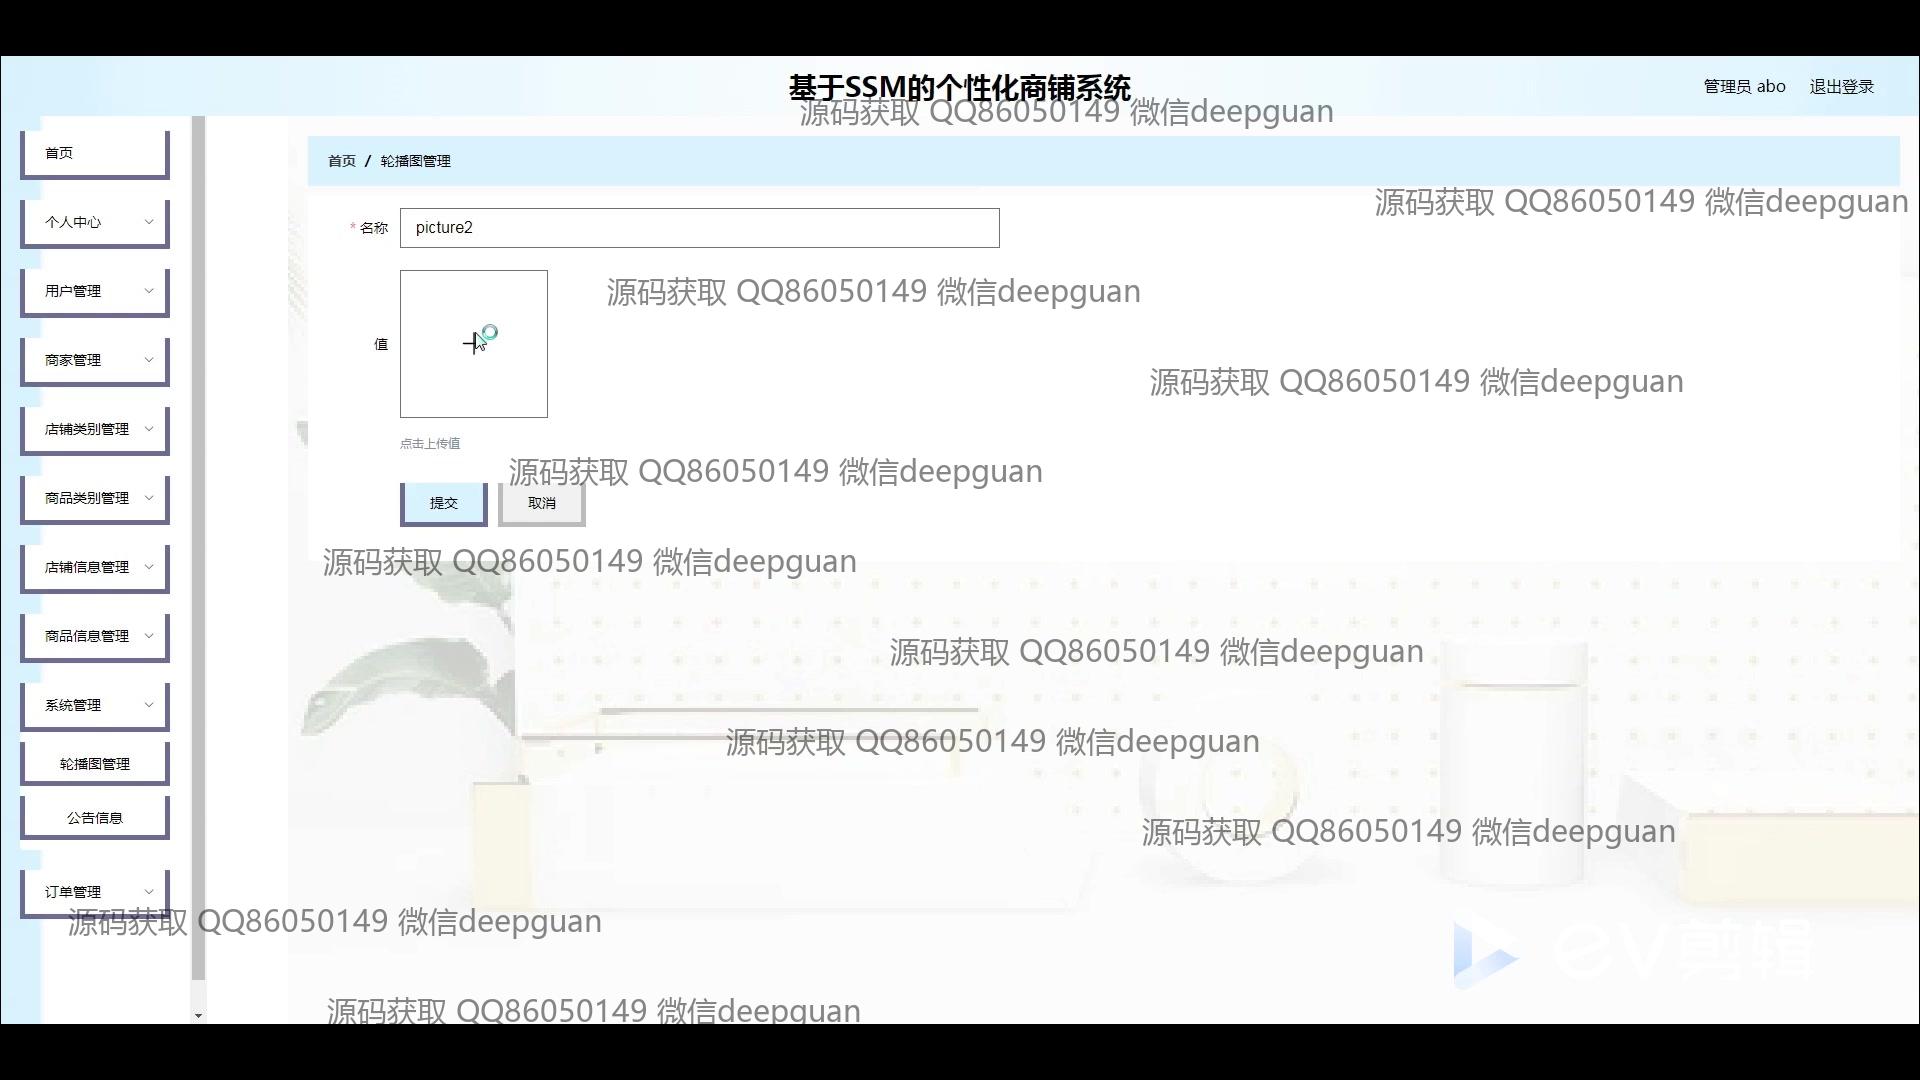 基于SSM的个性化商铺系统
管理员 abo 退出登录
源码获取 QQ86050149 微信deepguan
首页
首页 / 轮播图管理
源码获取 QQ86050149 微信deepguan
个人中心
* 名称 picture2
用户管理
源码获取 QQ86050149 微信deepguan
值
商家管理
源码获取 QQ86050149 微信deepguan
店铺类别管理
点击上传值
源码获取 QQ86050149 微信deepguan
商品类别管理
提交 取消
店铺信息管理
源码获取 QQ86050149 微信deepguan
商品信息管理
源码获取 QQ86050149 微信deepguan
系统管理
源码获取 QQ86050149 微信deepguan
轮播图管理
公告信息
源码获取 QQ86050149 微信deepguan
订单管理
源码获取 QQ86050149 微信deepguan
eV剪辑
源码获取 QQ86050149 微信deepguan